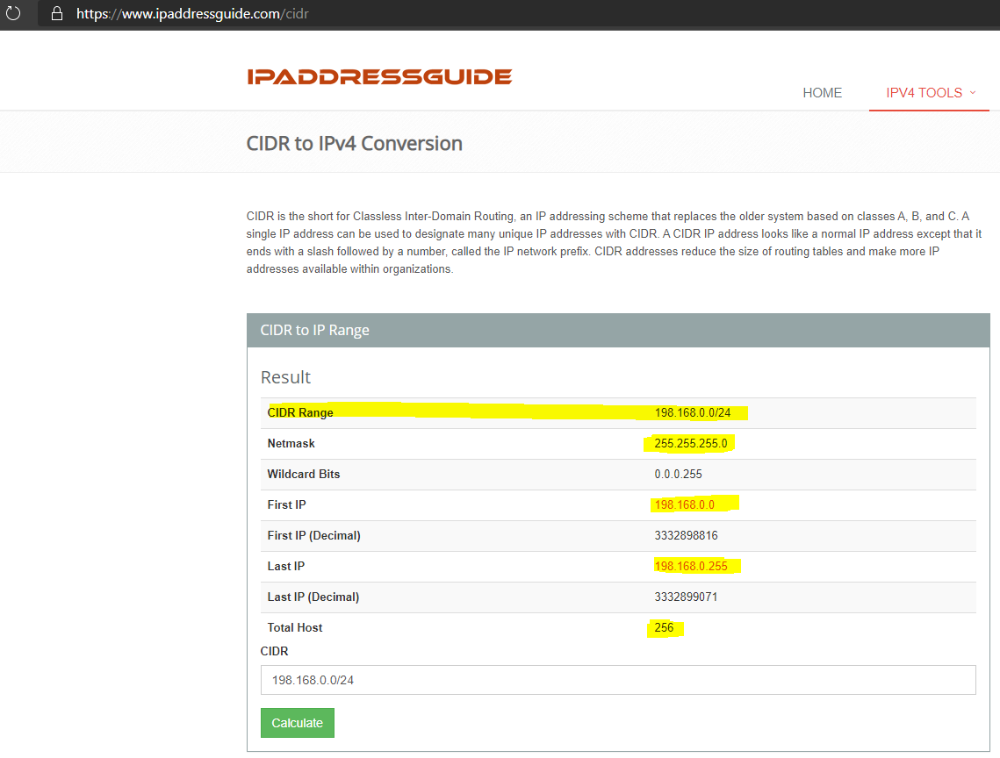 https://www.ipaddressguide.com/cidr
IPADDRESSGUIDE
HOME
IPV4 TOOLS
CIDR to IPv4 Conversion
CIDR is the short for Classless Inter-Domain Routing, an IP addressing scheme that replaces the older system based on classes A, B, and C. A
single IP address can be used to designate many unique IP addresses with CIDR. A CIDR IP address looks like a normal IP address except that it
ends with a slash followed by a number, called the IP network prefix. CIDR addresses reduce the size of routing tables and make more IP
addresses available within organizations.
CIDR to IP Range
Result
CIDR Range 198.168.0.0/24
Netmask 255.255.255.0
Wildcard Bits 0.0.0.255
First IP 198.168.0.0
First IP (Decimal) 3332898816
Last IP 198.168.0.255
Last IP (Decimal) 3332899071
Total Host 256
CIDR
198.168.0.0/24
Calculate